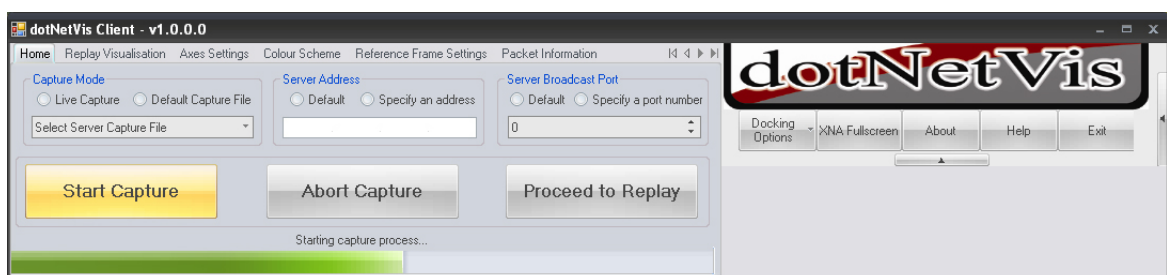 dotNetVis Client - v1.0.0.0
Home Replay Visualisation Axes Settings Colour Scheme Reference Frame Settings Packet Information
Capture Mode
Live Capture Default Capture File
Select Server Capture File
Server Address
Default Specify an address
Server Broadcast Port
Default Specify a port number
0
Start Capture Abort Capture Proceed to Replay
Starting capture process...
dotNetVis
Docking Options XNA Fullscreen About Help Exit